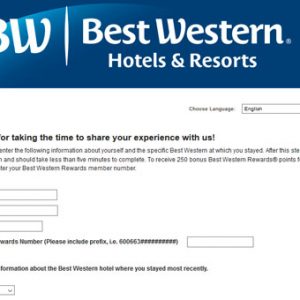 BW Best Western®
Hotels & Resorts
Choose Language: English
for taking the time to share your experience with us!
enter the following information about yourself and the specific Best Western at which you stayed. After this ste
n and should take less than five minutes to complete. To receive 250 bonus Best Western Rewards® points f
ter your Best Western Rewards member number.
wards Number (Please include prefix, i.e. 600663##########)
nformation about the Best Western hotel where you stayed most recently.